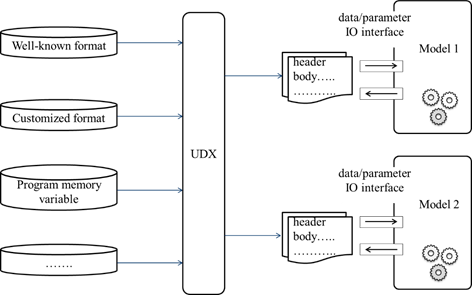 Well-known format
Customized format
Program memory
variable
…….
UDX
header
body…..
………..
data/parameter
IO interface
Model 1
header
body…..
………..
data/parameter
IO interface
Model 2